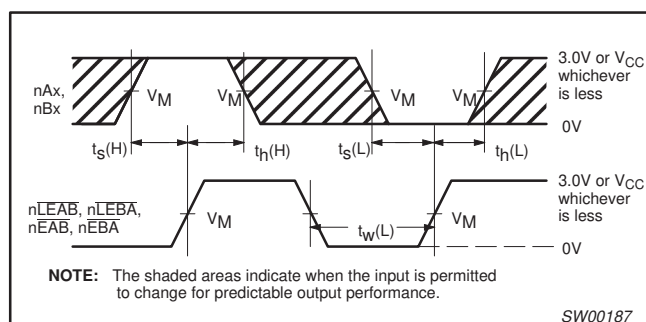 nAx,
nBx
VM
VM
VM
VM
3.0V or VCC
whichever
is less
0V
ts(H)
th(H)
ts(L)
th(L)
nLEAB, nLEBA,
nEAB, nEBA
VM
tw(L)
VM
3.0V or VCC
whichever
is less
0V
NOTE: The shaded areas indicate when the input is permitted
to change for predictable output performance.
SW00187